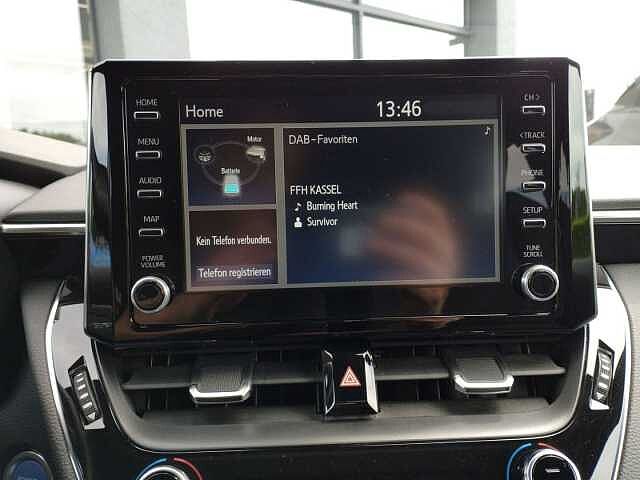 HOME
MENU
AUDIO
MAP
POWER
VOLUME
Home
13:46
Motor
Batterie
Kein Telefon verbunden.
Telefon registrieren
DAB-Favoriten
♪
FFH KASSEL
♪ Burning Heart
Survivor
CH >
< TRACK
PHONE
SETUP
TUNE
SCROLL